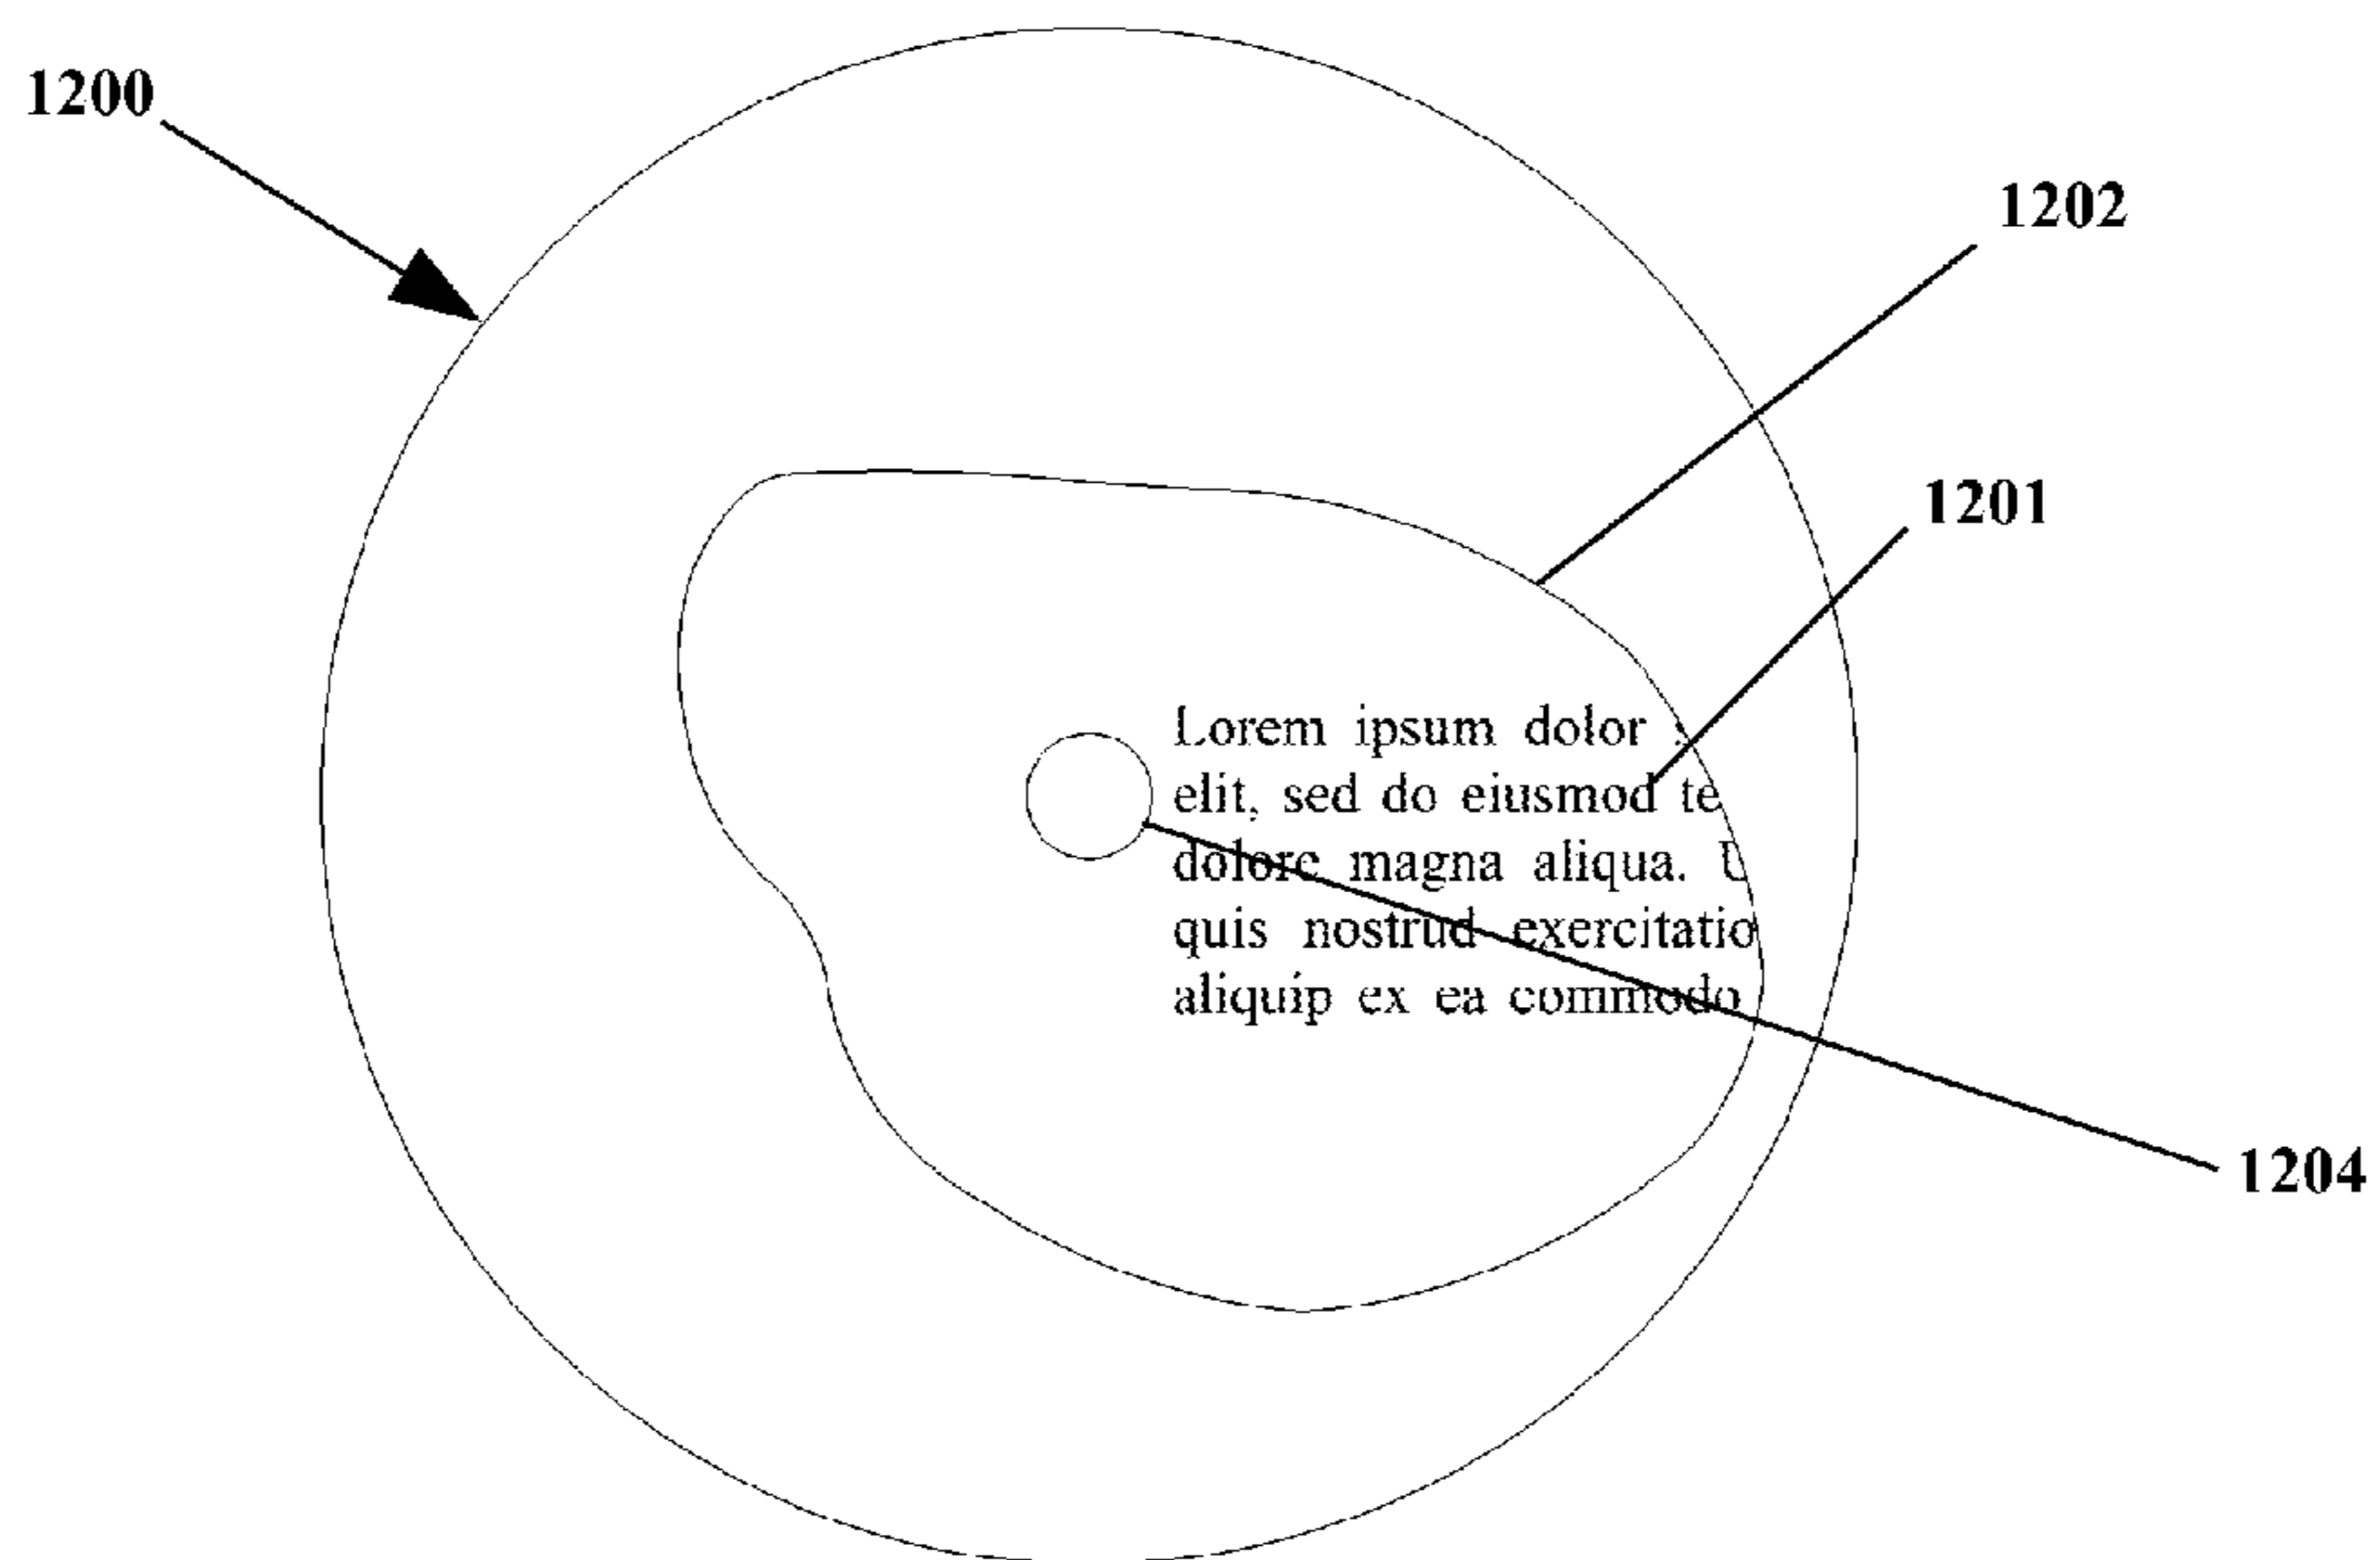 1200
1202
1201
Lorem ipsum dolor
elit, sed do eiusmod te
dolore magna aliqua. U
quis nostrud exercitatio
aliquip ex ea commodo
1204